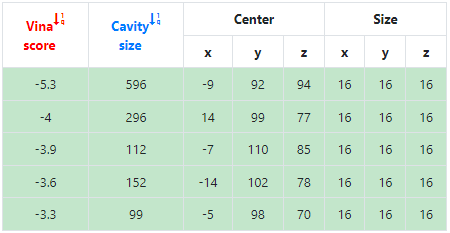 Vina score Cavity size Center Size
x y z x y z
-5.3 596 -9 92 94 16 16 16
-4 296 14 99 77 16 16 16
-3.9 112 -7 110 85 16 16 16
-3.6 152 -14 102 78 16 16 16
-3.3 99 -5 98 70 16 16 16